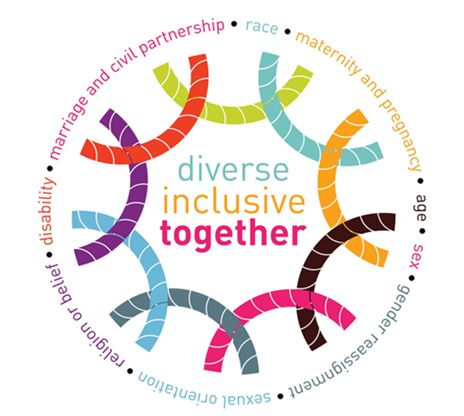 marriage and civil partnership • race • maternity and pregnancy • age • sex • gender reassignment • sexual orientation • religion or belief • disability •
diverse
inclusive
together